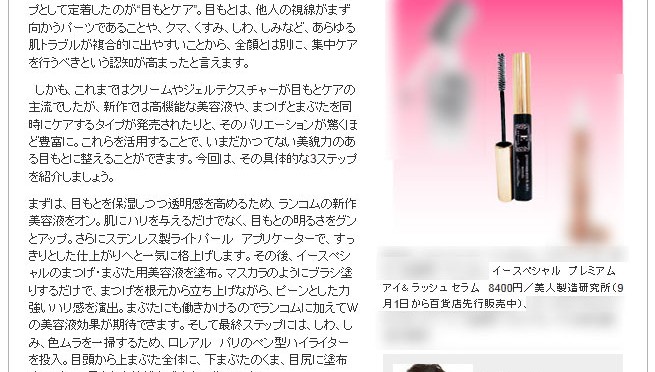 プとして定着したのが“目もとケア”。目もとは、他人の視線がまず
向かうパーツであることや、クマ、くすみ、しわ、しみなど、あらゆる
肌トラブルが複合的に出やすいことから、全顔とは別に、集中ケア
を行うべきという認知が高まったと言えます。
しかも、これまではクリームやジェルテクスチャーが目もとケアの
主流でしたが、新作では高機能な美容液や、まつげとまぶたを同
時にケアするタイプが発売されたりと、そのバリエーションが驚くほ
ど豊富に。これらを活用することで、いまだかつてない美貌力のあ
る目もとに整えることができます。今回は、その具体的な3ステップ
を紹介しましょう。
まずは、目もとを保湿しつつ透明感を高めるため、ランコムの新作
美容液をオン。肌にハリを与えるだけでなく、目もとの明るさをグン
とアップ。さらにステンレス製ライトパール アプリケーターで、すっ
きりとした仕上がりへと一気に格上げします。その後、イースペシ
ャルのまつげ・まぶた用美容液を塗布。マスカラのようにブラシ塗
りするだけで、まつげを根元から立ち上げながら、ピーンとした力
強いハリ感を演出。まぶたにも働きかけるのでランコムに加えてW
の美容液効果が期待できます。そして最終ステップには、しわ、し
み、色ムラを一掃するため、ロレアル パリのペン型ハイライター
を投入。目頭から上まぶた全体に、下まぶたのくま、目尻に塗布
イースペシャル プレミアム
アイ&ラッシュ セラム 8400円/美人製造研究所(9
月1日から百貨店先行販売中)、